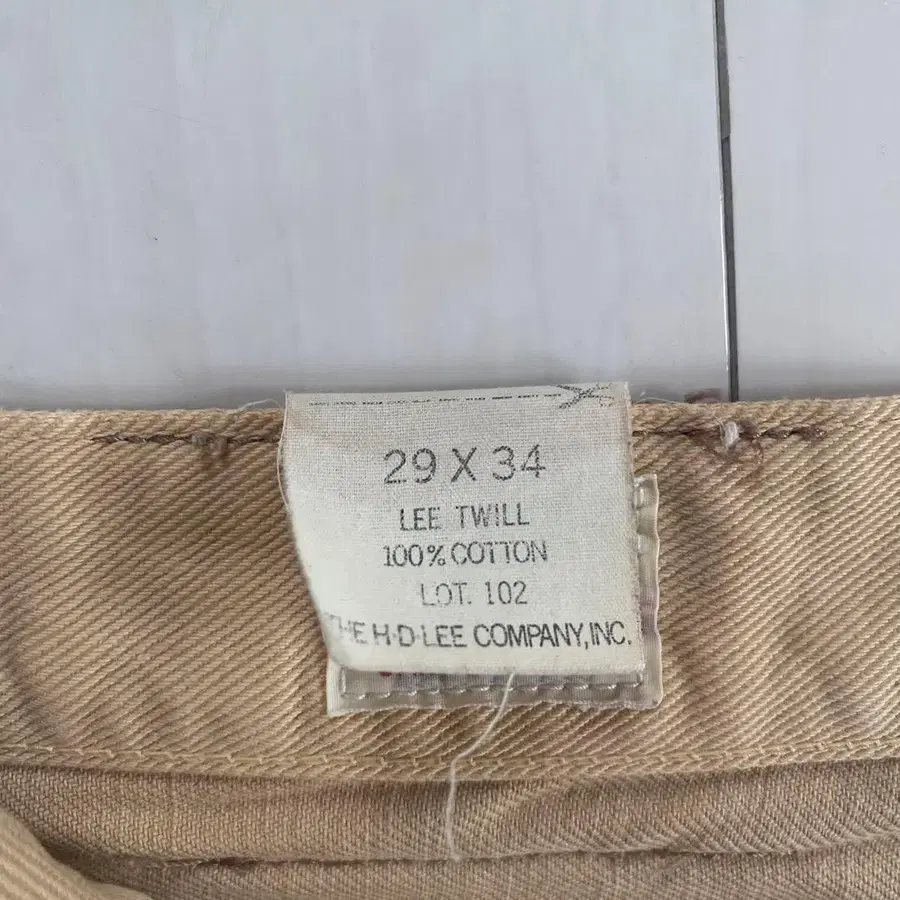 29 X 34
LEE TWILL
100% COTTON
LOT. 102
THE H·D·LEE COMPANY, INC.